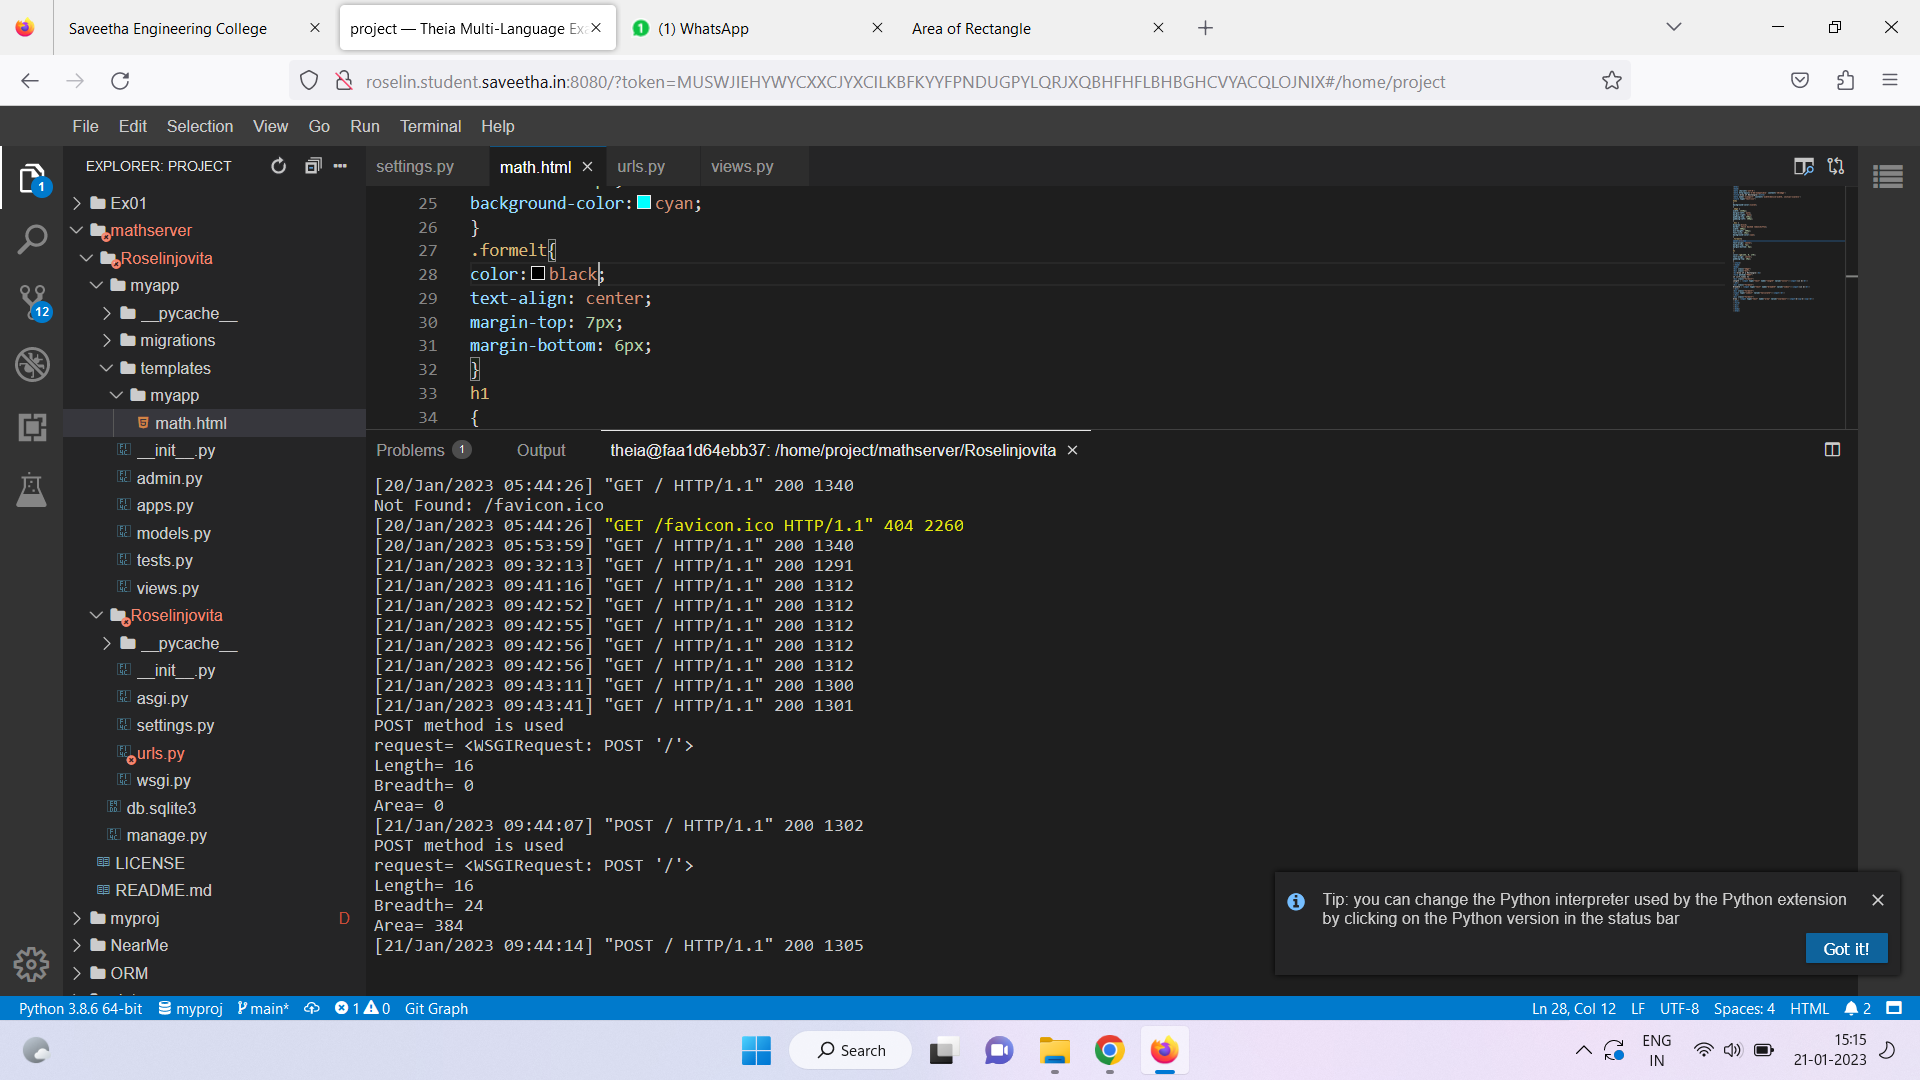 Saveetha Engineering College
project — Theia Multi-Language Ex
1 (1) WhatsApp
Area of Rectangle
roselin.student.saveetha.in:8080/?token=MUSWJIEHYWYCXXCJYXCILKBFKYYFPNDUGPYLQRJXQBHFHFLBHBGHCVYACQLOJNIX#/home/project
File Edit Selection View Go Run Terminal Help
EXPLORER: PROJECT
1
12
Ex01
mathserver
Roselinjovita
myapp
__pycache__
migrations
templates
myapp
math.html
__init__.py
admin.py
apps.py
models.py
tests.py
views.py
Roselinjovita
__pycache__
__init__.py
asgi.py
settings.py
urls.py
wsgi.py
db.sqlite3
manage.py
LICENSE
README.md
myproj D
NearMe
ORM
settings.py math.html urls.py views.py
25 background-color: cyan;
26 }
27 .formelt{
28 color: black;
29 text-align: center;
30 margin-top: 7px;
31 margin-bottom: 6px;
32 }
33 h1
34 {
Problems 1 Output theia@faa1d64ebb37: /home/project/mathserver/Roselinjovita
[20/Jan/2023 05:44:26] "GET / HTTP/1.1" 200 1340
Not Found: /favicon.ico
[20/Jan/2023 05:44:26] "GET /favicon.ico HTTP/1.1" 404 2260
[20/Jan/2023 05:53:59] "GET / HTTP/1.1" 200 1340
[21/Jan/2023 09:32:13] "GET / HTTP/1.1" 200 1291
[21/Jan/2023 09:41:16] "GET / HTTP/1.1" 200 1312
[21/Jan/2023 09:42:52] "GET / HTTP/1.1" 200 1312
[21/Jan/2023 09:42:55] "GET / HTTP/1.1" 200 1312
[21/Jan/2023 09:42:56] "GET / HTTP/1.1" 200 1312
[21/Jan/2023 09:42:56] "GET / HTTP/1.1" 200 1312
[21/Jan/2023 09:43:11] "GET / HTTP/1.1" 200 1300
[21/Jan/2023 09:43:41] "GET / HTTP/1.1" 200 1301
POST method is used
request= <WSGIRequest: POST '/'>
Length= 16
Breadth= 0
Area= 0
[21/Jan/2023 09:44:07] "POST / HTTP/1.1" 200 1302
POST method is used
request= <WSGIRequest: POST '/'>
Length= 16
Breadth= 24
Area= 384
[21/Jan/2023 09:44:14] "POST / HTTP/1.1" 200 1305
Tip: you can change the Python interpreter used by the Python extension
by clicking on the Python version in the status bar
Got it!
Python 3.8.6 64-bit myproj main* 1 0 Git Graph
Ln 28, Col 12 LF UTF-8 Spaces: 4 HTML 2
Search
ENG
IN
15:15
21-01-2023